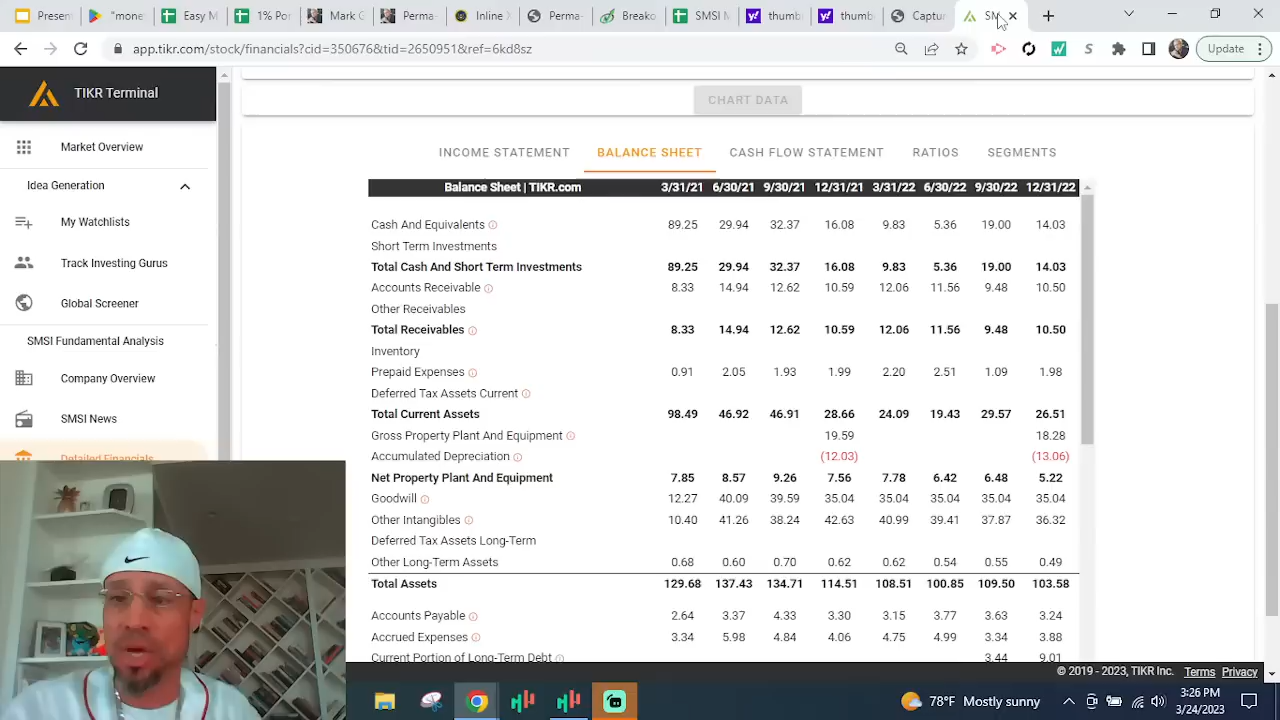 Presen
"mone
Easy M
1% Po
Mark G
Perma
Inline
Perma
Breako
SMSI
thumb
thumb
Captu
SM
app.tikr.com/stock/financials?cid=350676&tid=2650951&ref=6kd8sz
Update
TIKR Terminal
Market Overview
Idea Generation
My Watchlists
Track Investing Gurus
Global Screener
SMSI Fundamental Analysis
Company Overview
SMSI News
Detailed Financials
CHART DATA
INCOME STATEMENT BALANCE SHEET CASH FLOW STATEMENT RATIOS SEGMENTS
Balance Sheet | TIKR.com 3/31/21 6/30/21 9/30/21 12/31/21 3/31/22 6/30/22 9/30/22 12/31/22
Cash And Equivalents 89.25 29.94 32.37 16.08 9.83 5.36 19.00 14.03
Short Term Investments
Total Cash And Short Term Investments 89.25 29.94 32.37 16.08 9.83 5.36 19.00 14.03
Accounts Receivable 8.33 14.94 12.62 10.59 12.06 11.56 9.48 10.50
Other Receivables
Total Receivables 8.33 14.94 12.62 10.59 12.06 11.56 9.48 10.50
Inventory
Prepaid Expenses 0.91 2.05 1.93 1.99 2.20 2.51 1.09 1.98
Deferred Tax Assets Current
Total Current Assets 98.49 46.92 46.91 28.66 24.09 19.43 29.57 26.51
Gross Property Plant And Equipment 19.59 18.28
Accumulated Depreciation (12.03) (13.06)
Net Property Plant And Equipment 7.85 8.57 9.26 7.56 7.78 6.42 6.48 5.22
Goodwill 12.27 40.09 39.59 35.04 35.04 35.04 35.04 35.04
Other Intangibles 10.40 41.26 38.24 42.63 40.99 39.41 37.87 36.32
Deferred Tax Assets Long-Term
Other Long-Term Assets 0.68 0.60 0.70 0.62 0.62 0.54 0.55 0.49
Total Assets 129.68 137.43 134.71 114.51 108.51 100.85 109.50 103.58
Accounts Payable 2.64 3.37 4.33 3.30 3.15 3.77 3.63 3.24
Accrued Expenses 3.34 5.98 4.84 4.06 4.75 4.99 3.34 3.88
Current Portion of Long-Term Debt 3.44 9.01
© 2019 - 2023, TIKR Inc. Terms Privacy
78°F Mostly sunny
3:26 PM
3/24/2023